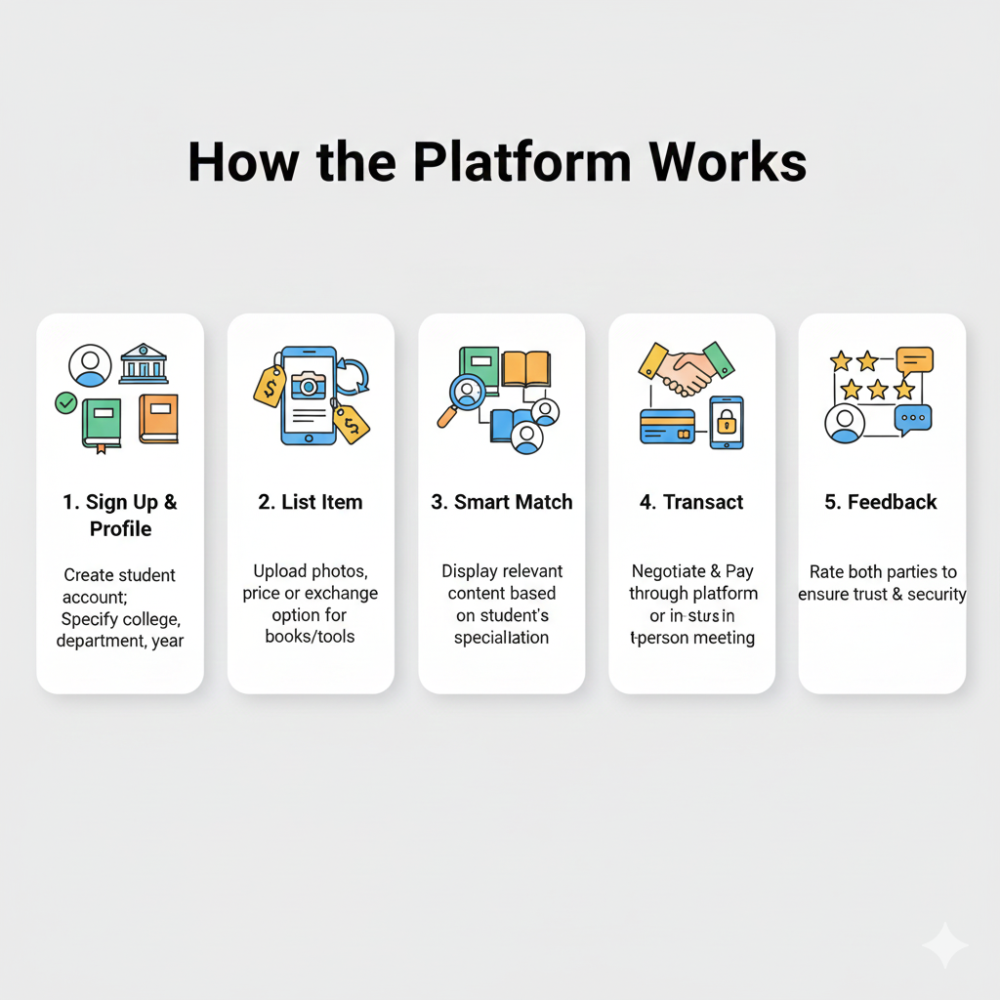 How the Platform Works
1. Sign Up &
Profile
Create student
account;
Specify college,
department, year
2. List Item
Upload photos,
price or exchange
option for
books/tools
$
$
3. Smart Match
Display relevant
content based
on student's
speciallation
4. Transact
Negotiate & Pay
through platform
or in-sturs in
t-person meeting
5. Feedback
Rate both parties to
ensure trust & security